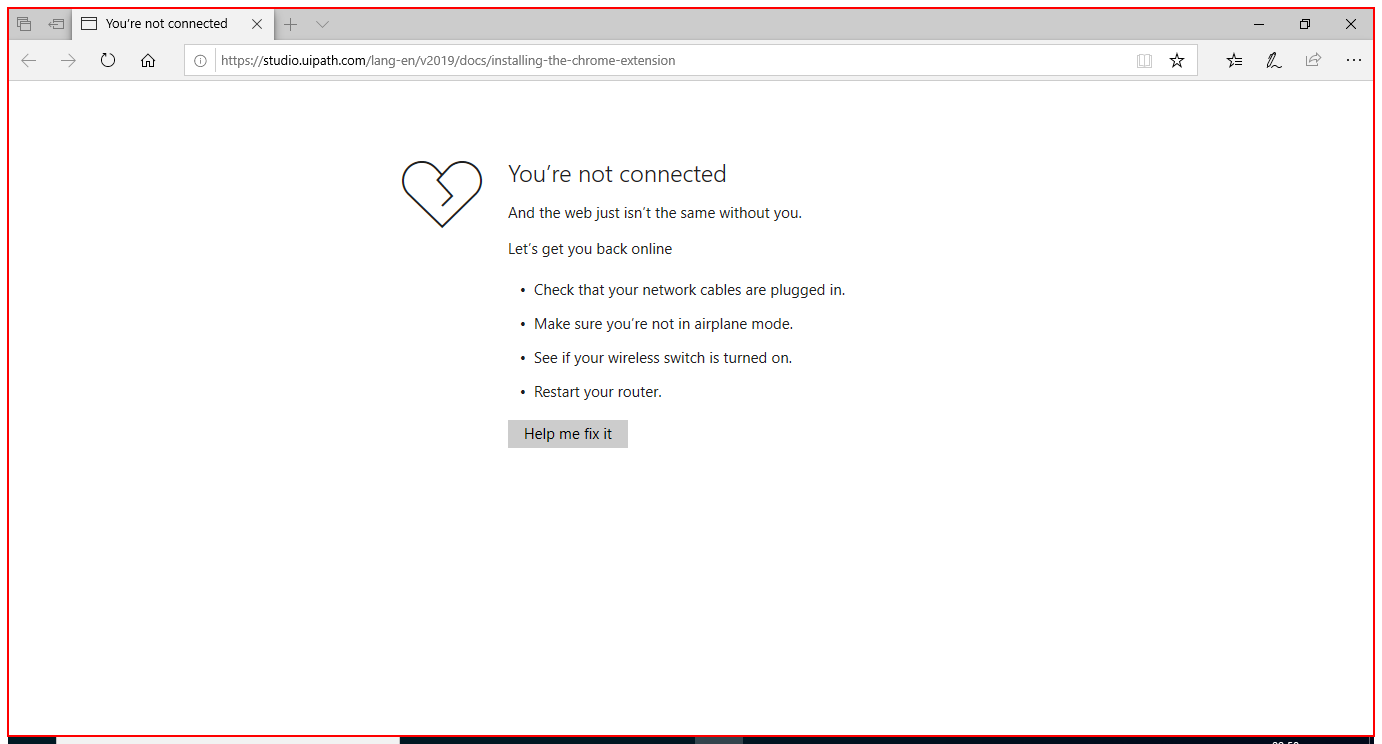 You're not connected
https://studio.uipath.com/lang-en/v2019/docs/installing-the-chrome-extension
You're not connected
And the web just isn't the same without you.
Let's get you back online
• Check that your network cables are plugged in.
• Make sure you're not in airplane mode.
• See if your wireless switch is turned on.
• Restart your router.
Help me fix it